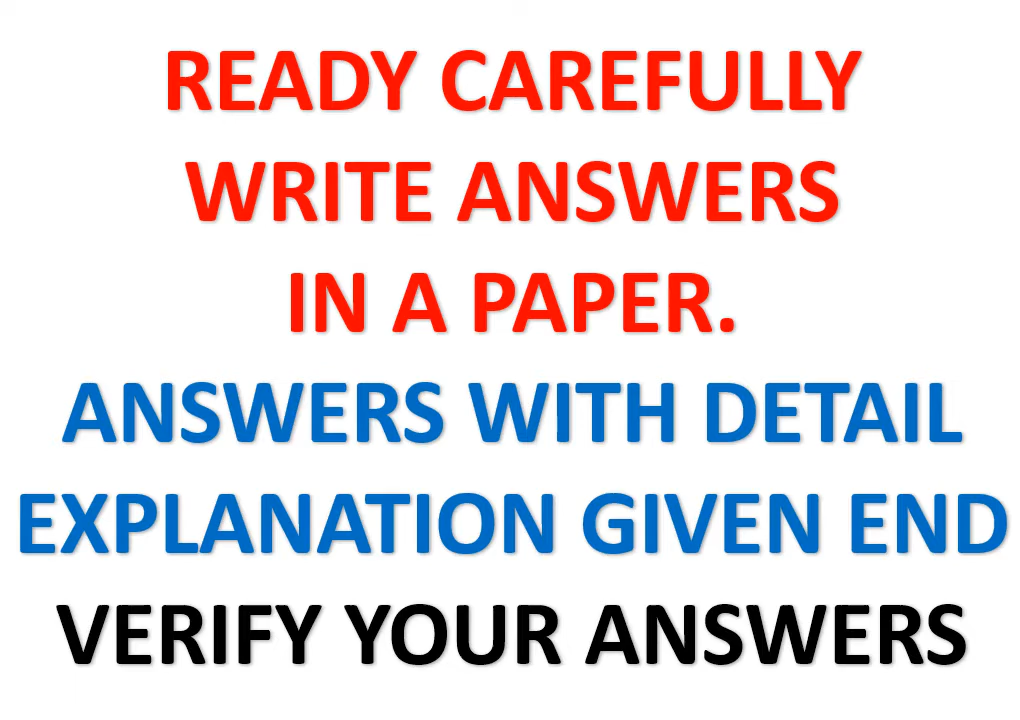 READY CAREFULLY
WRITE ANSWERS
IN A PAPER.
ANSWERS WITH DETAIL
EXPLANATION GIVEN END
VERIFY YOUR ANSWERS